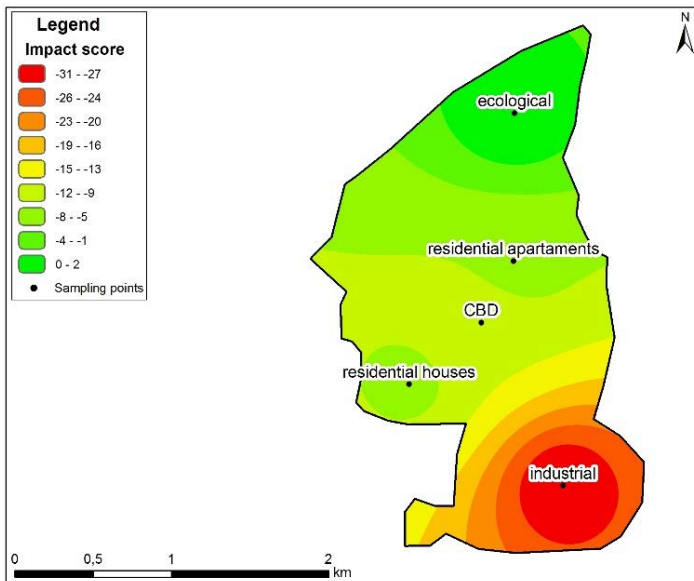 Legend
Impact score
-31 - -27
-26 - -24
-23 - -20
-19 - -16
-15 - -13
-12 - -9
-8 - -5
-4 - -1
0 - 2
Sampling points
N
ecological
residential apartaments
CBD
residential houses
industrial
0 0,5 1 2
km